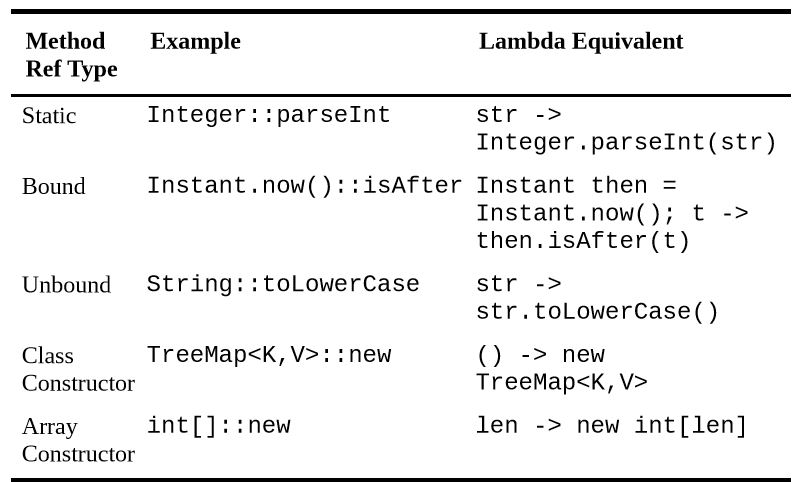 Method Ref Type Example Lambda Equivalent
Static Integer::parseInt str ->
Integer.parseInt(str)
Bound Instant.now()::isAfter Instant then =
Instant.now(); t ->
then.isAfter(t)
Unbound String::toLowerCase str ->
str.toLowerCase()
Class Constructor TreeMap<K,V>::new () -> new
TreeMap<K,V>
Array Constructor int[]::new len -> new int[len]